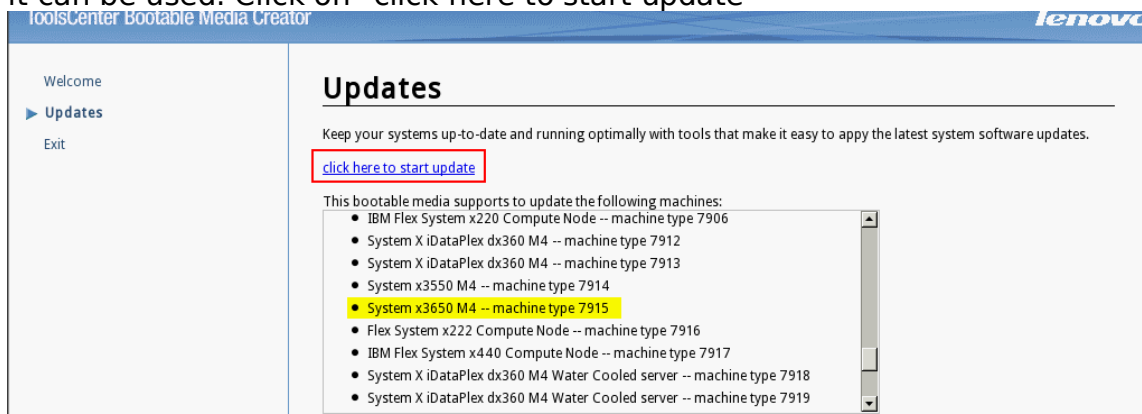 it can be used. Click on "click here to start update"
ToolsCenter Bootable Media Creator
lenovo
Welcome
Updates
Exit
Updates
Keep your systems up-to-date and running optimally with tools that make it easy to appy the latest system software updates.
click here to start update
This bootable media supports to update the following machines:
IBM Flex System x220 Compute Node -- machine type 7906
System X iDataPlex dx360 M4 -- machine type 7912
System X iDataPlex dx360 M4 -- machine type 7913
System x3550 M4 -- machine type 7914
System x3650 M4 -- machine type 7915
Flex System x222 Compute Node -- machine type 7916
IBM Flex System x440 Compute Node -- machine type 7917
System X iDataPlex dx360 M4 Water Cooled server -- machine type 7918
System X iDataPlex dx360 M4 Water Cooled server -- machine type 7919